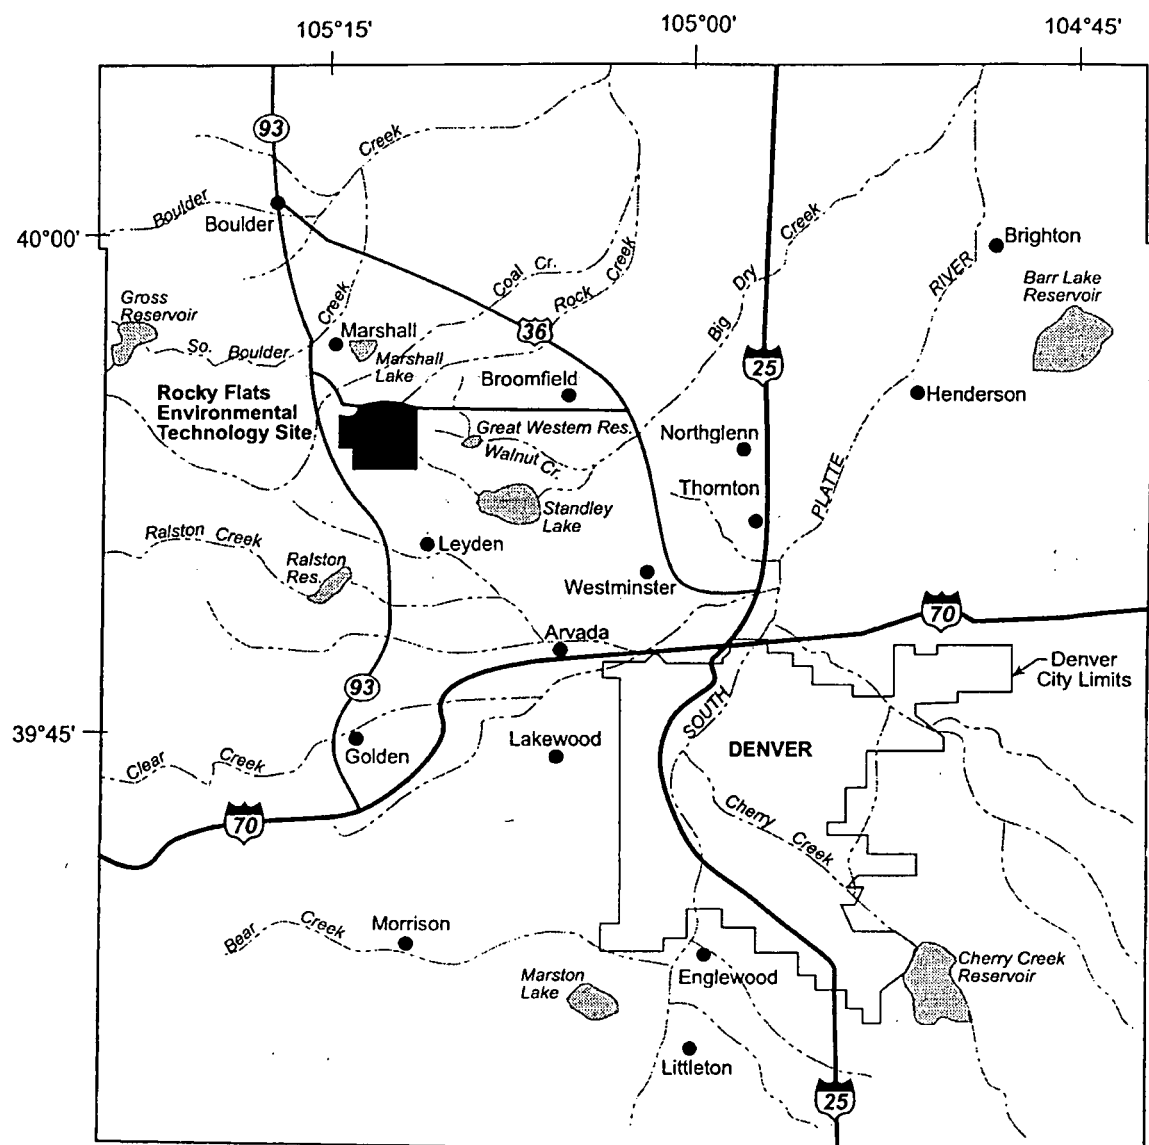 105°15'
105°00'
104°45'
93
Creek
Boulder
Boulder
40°00'
Creek
Dry
Big
Brighton
RIVER
Barr Lake
Reservoir
Gross
Reservoir
Coal Cr.
Rock Creek
Creek
Marshall
So. Boulder
Marshall
Lake
36
25
Rocky Flats
Environmental
Technology Site
Broomfield
Henderson
Great Western Res.
Walnut Cr.
Northglenn
Thornton
PLATTE
Standley
Lake
Ralston Creek
Leyden
Ralston
Res.
Westminster
70
Arvada
Denver
City Limits
93
SOUTH
39°45'
Golden
Lakewood
DENVER
Clear Creek
70
Cherry
Creek
Bear Creek
Morrison
Marston
Lake
Englewood
Cherry Creek
Reservoir
Littleton
25